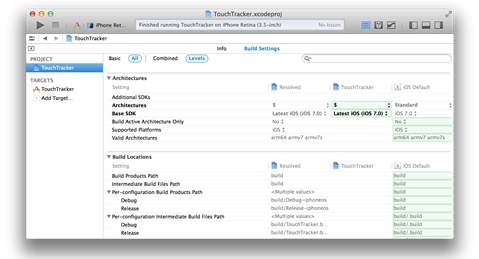 TouchTracker.xcodeproj
iPhone Ret...
Finished running TouchTracker on iPhone Retina (3.5-inch)
No Issues
TouchTracker
Info
Build Settings
PROJECT
TouchTracker
TARGETS
TouchTracker
Add Target...
Basic
All
Combined
Levels
Architectures
Setting
Resolved
TouchTracker
iOS Default
Additional SDKs
Architectures
$
$
Standard
Base SDK
Latest iOS (iOS 7.0)
Latest iOS (iOS 7.0)
iOS 7.0
Build Active Architecture Only
No
No
Supported Platforms
iOS
iOS
Valid Architectures
arm64 armv7 armv7s
arm64 armv7 armv7s
Build Locations
Setting
Resolved
TouchTracker
iOS Default
Build Products Path
build
build
Intermediate Build Files Path
build
build
Per-configuration Build Products Path
<Multiple values>
build
Debug
build/Debug-iphoneos
build
Release
build/Release-iphoneos
build
Per-configuration Intermediate Build Files Path
<Multiple values>
build/.build
Debug
build/TouchTracker.b...
build/.build
Release
build/TouchTracker.b...
build/.build